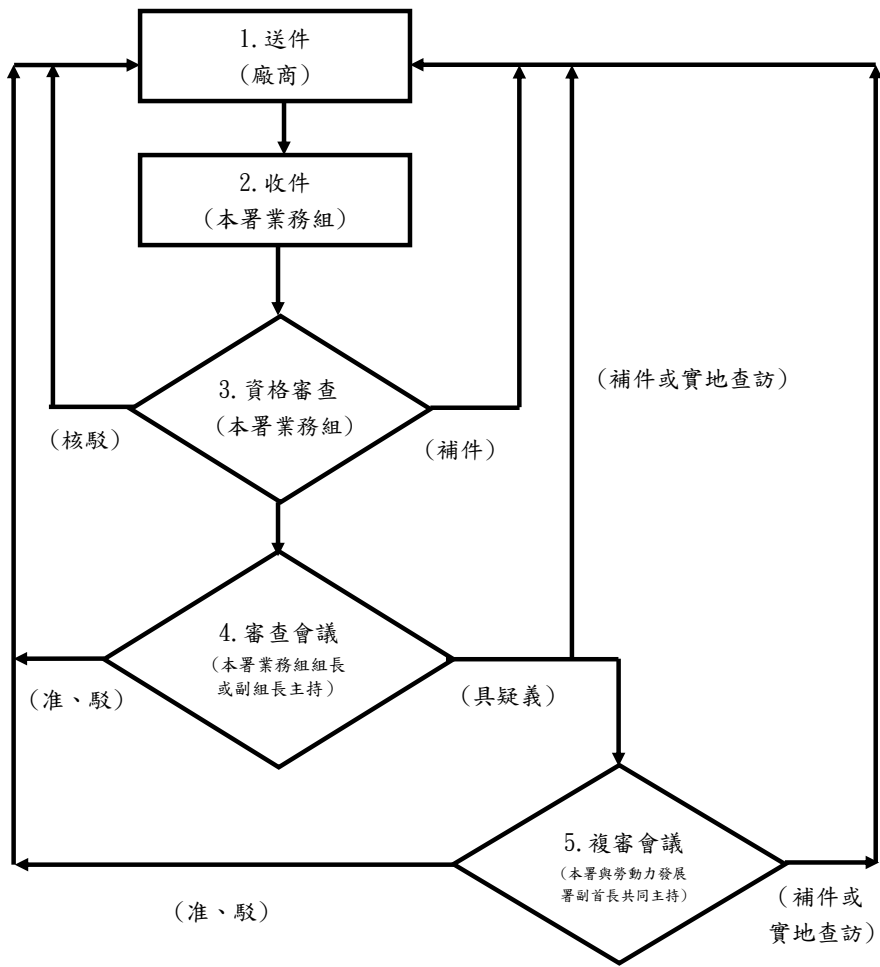 1.送件
(廠商)
2.收件
(本署業務組)
3.資格審查
(本署業務組)
(核駁)
(補件)
(補件或實地查訪)
4.審查會議
(本署業務組組長
或副組長主持)
(准、駁)
(具疑義)
5.複審會議
(本署與勞動力發展
署副首長共同主持)
(准、駁)
(補件或
實地查訪)